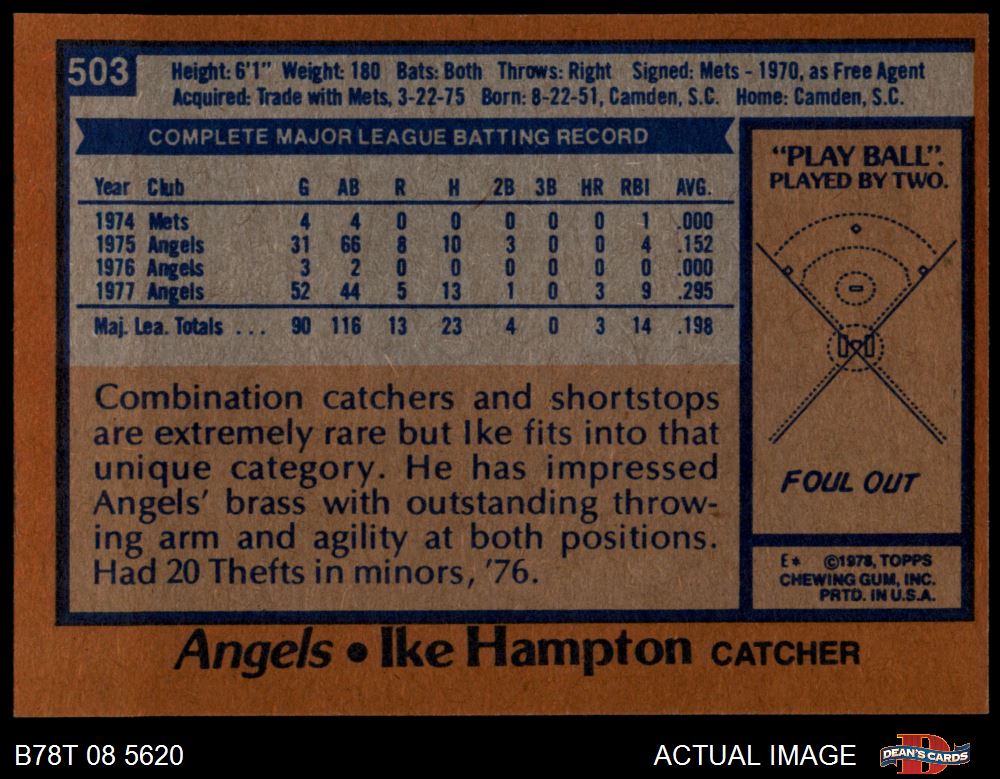 503
Height: 6'1" Weight: 180 Bats: Both Throws: Right Signed: Mets - 1970, as Free Agent
Acquired: Trade with Mets, 3-22-75 Born: 8-22-51, Camden, S.C. Home: Camden, S.C.
COMPLETE MAJOR LEAGUE BATTING RECORD
Year Club G AB R H 2B 3B HR RBI AVG.
1974 Mets 4 4 0 0 0 0 0 1 .000
1975 Angels 31 66 8 10 3 0 0 4 .152
1976 Angels 3 2 0 0 0 0 0 0 .000
1977 Angels 52 44 5 13 1 0 3 9 .295
Maj. Lea. Totals . . . 90 116 13 23 4 0 3 14 .198
Combination catchers and shortstops
are extremely rare but Ike fits into that
unique category. He has impressed
Angels' brass with outstanding throw-
ing arm and agility at both positions.
Had 20 Thefts in minors, '76.
"PLAY BALL".
PLAYED BY TWO.
FOUL OUT
E* ©1978, TOPPS
CHEWING GUM, INC.
PRTD. IN U.S.A.
Angels • Ike Hampton CATCHER
B78T 08 5620
ACTUAL IMAGE
D
DEAN'S CARDS